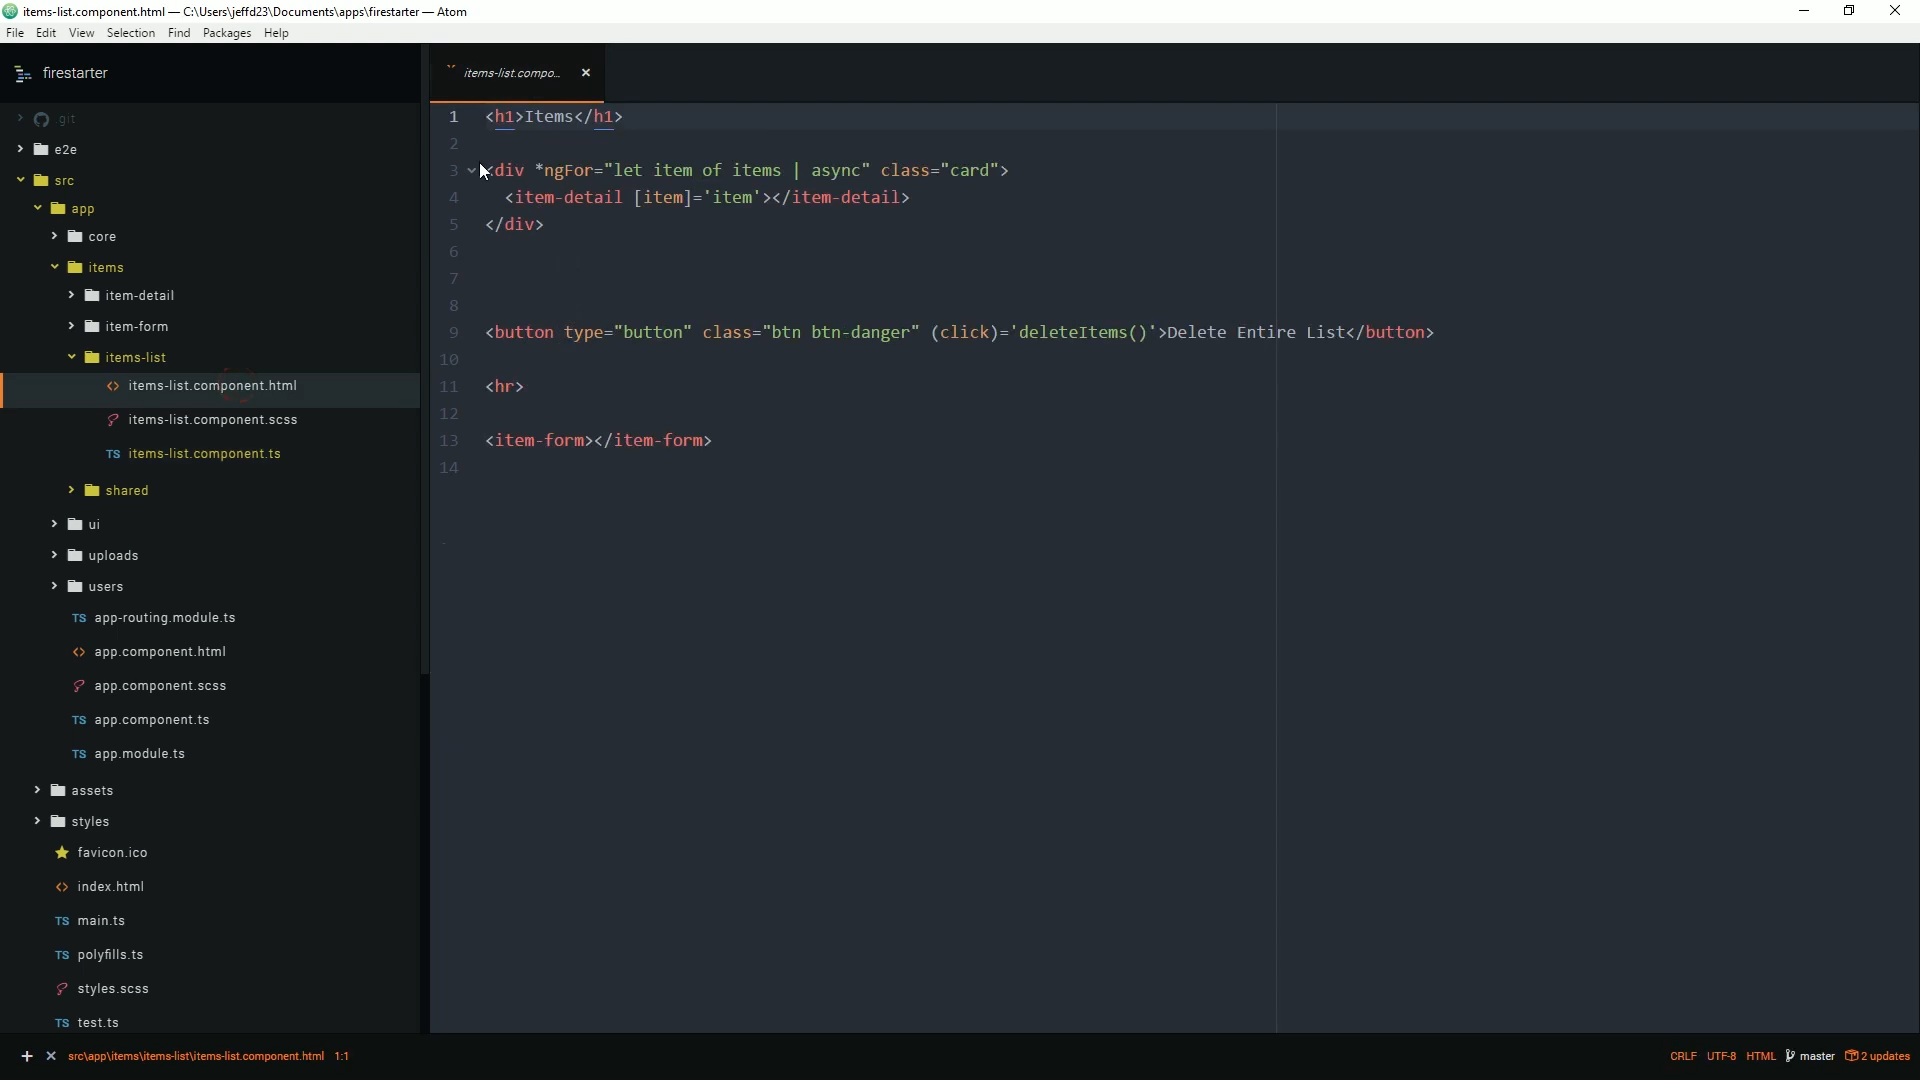 items-list.component.html — C:\Users\jeffd23\Documents\apps\firestarter — Atom
File Edit View Selection Find Packages Help
firestarter
.git
e2e
src
app
core
items
item-detail
item-form
items-list
items-list.component.html
items-list.component.scss
TS items-list.component.ts
shared
ui
uploads
users
TS app-routing.module.ts
app.component.html
app.component.scss
TS app.component.ts
TS app.module.ts
assets
styles
favicon.ico
index.html
TS main.ts
TS polyfills.ts
styles.scss
TS test.ts
items-list.compo...
1 <h1>Items</h1>
2
3 <div *ngFor="let item of items | async" class="card">
4 <item-detail [item]='item'></item-detail>
5 </div>
6
7
8
9 <button type="button" class="btn btn-danger" (click)='deleteItems()'>Delete Entire List</button>
10
11 <hr>
12
13 <item-form></item-form>
14
src\app\items\items-list\items-list.component.html 1:1
CRLF UTF-8 HTML master 2 updates